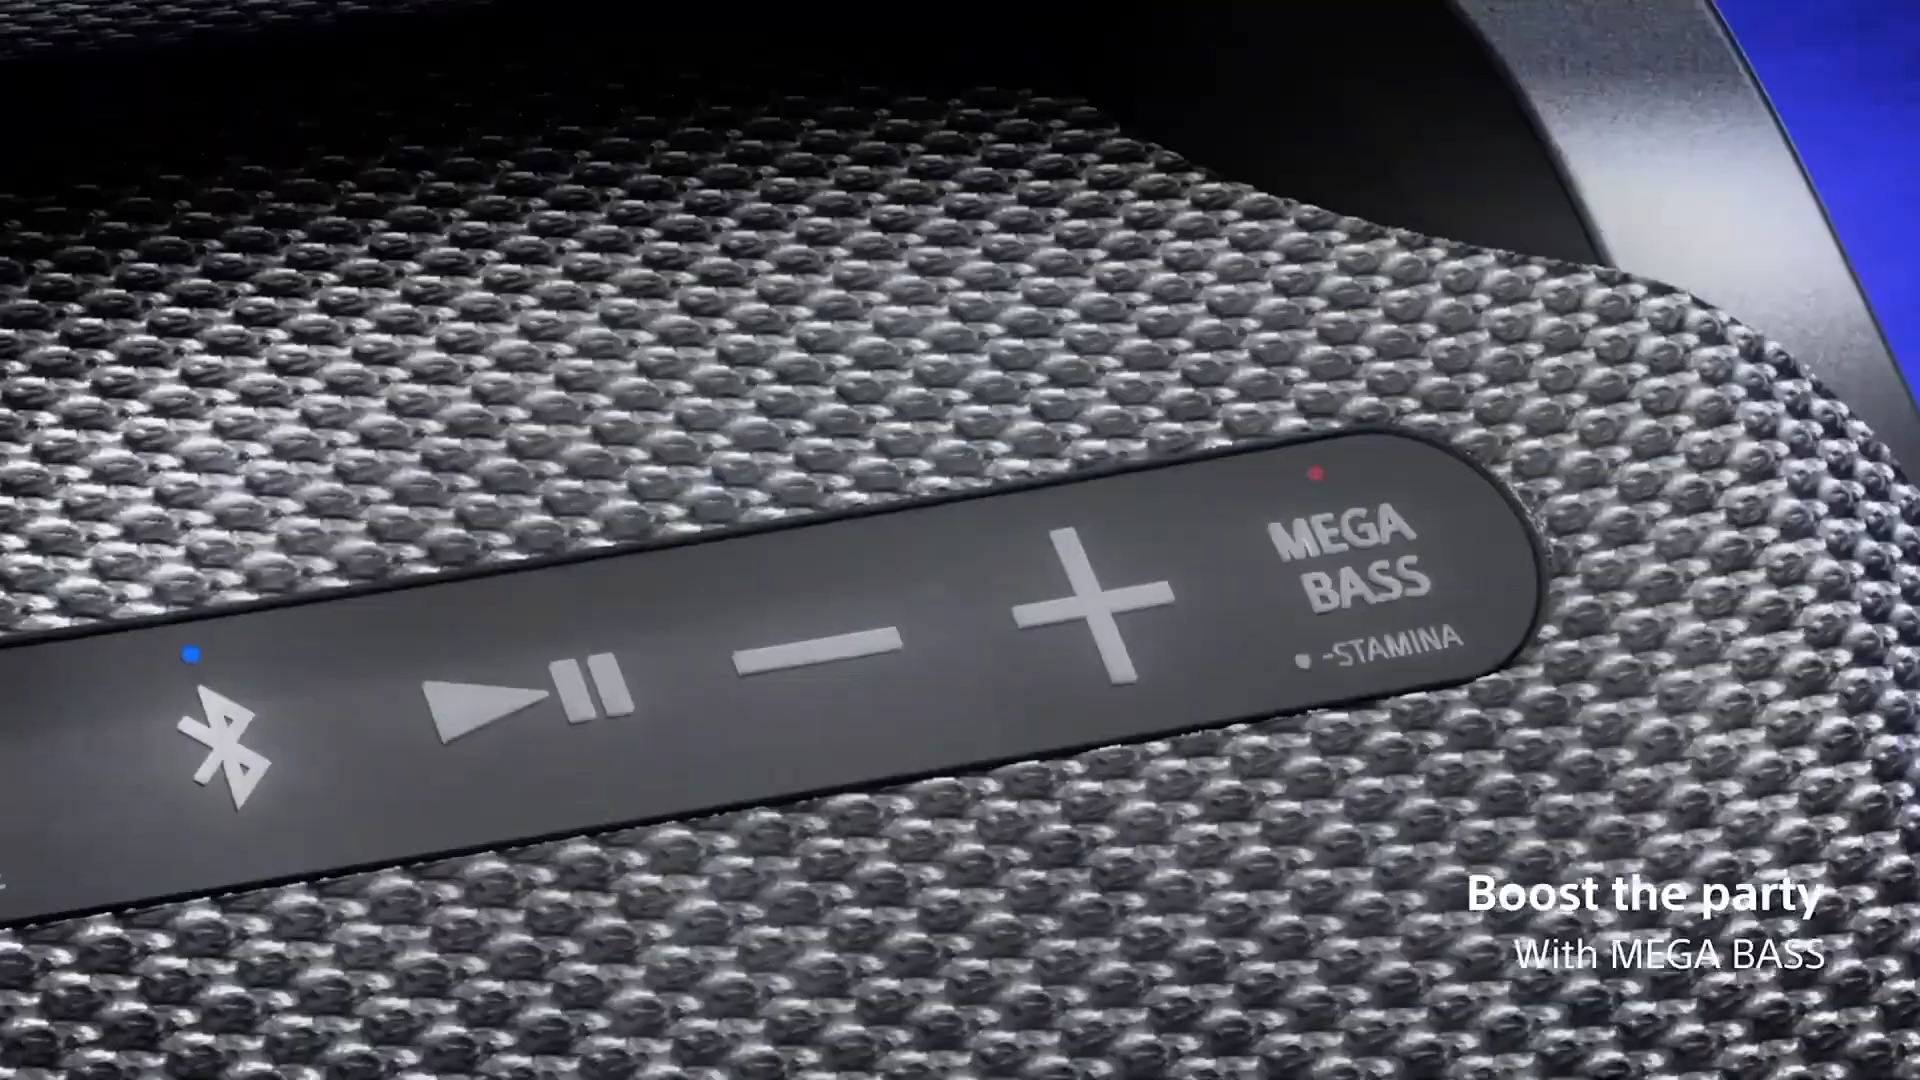 MEGA
BASS
•-STAMINA
Boost the party
With MEGA BASS